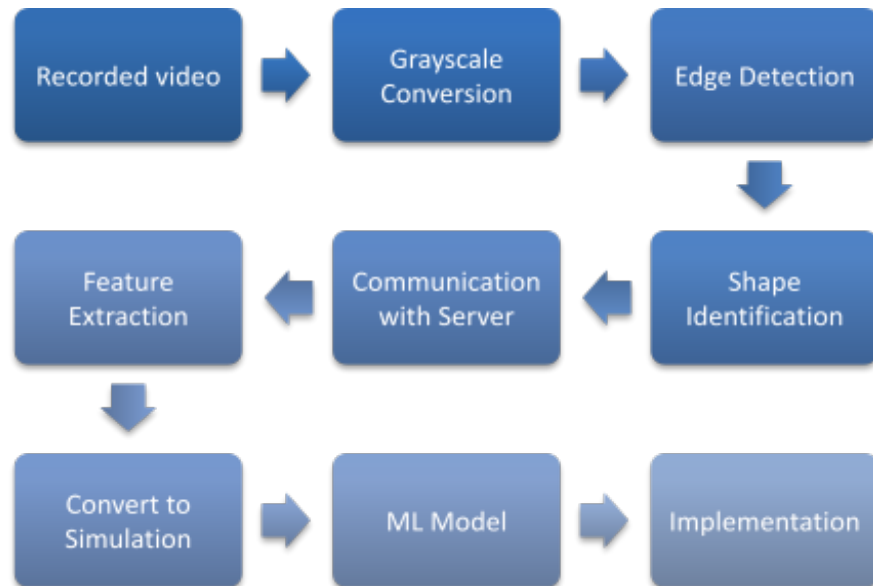 Recorded video
Grayscale
Conversion
Edge Detection
Shape
Identification
Communication
with Server
Feature
Extraction
Convert to
Simulation
ML Model
Implementation